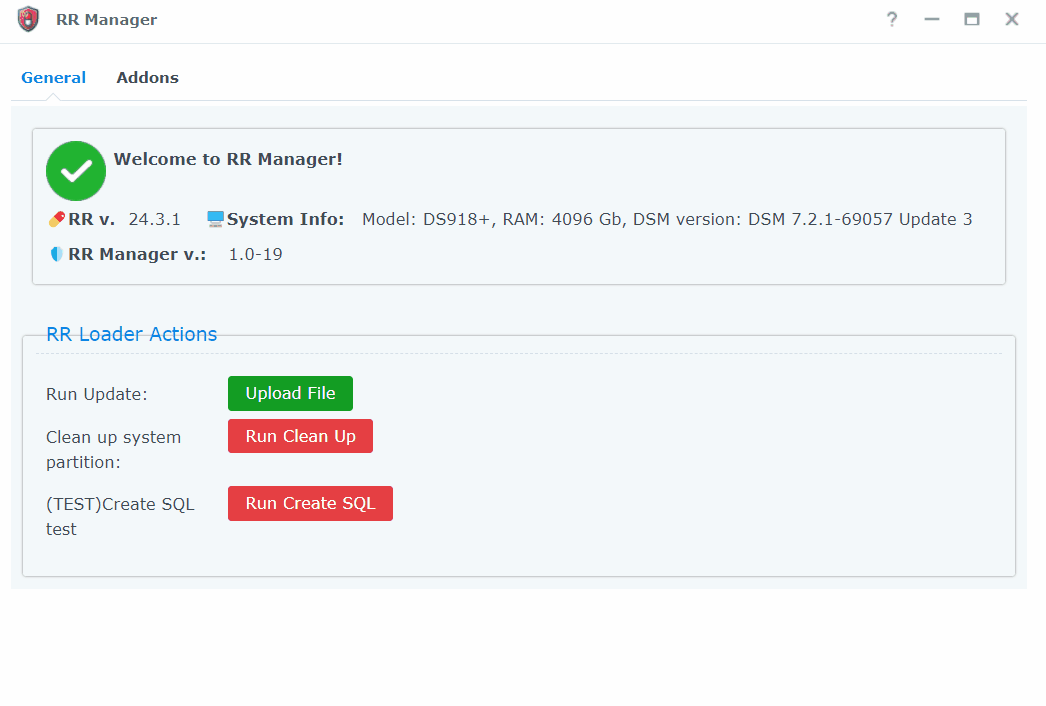 RR Manager
General Addons
Welcome to RR Manager!
RR v. 24.3.1 System Info: Model: DS918+, RAM: 4096 Gb, DSM version: DSM 7.2.1-69057 Update 3
RR Manager v.: 1.0-19
RR Loader Actions
Run Update: Upload File
Clean up system Run Clean Up
partition:
(TEST)Create SQL Run Create SQL
test